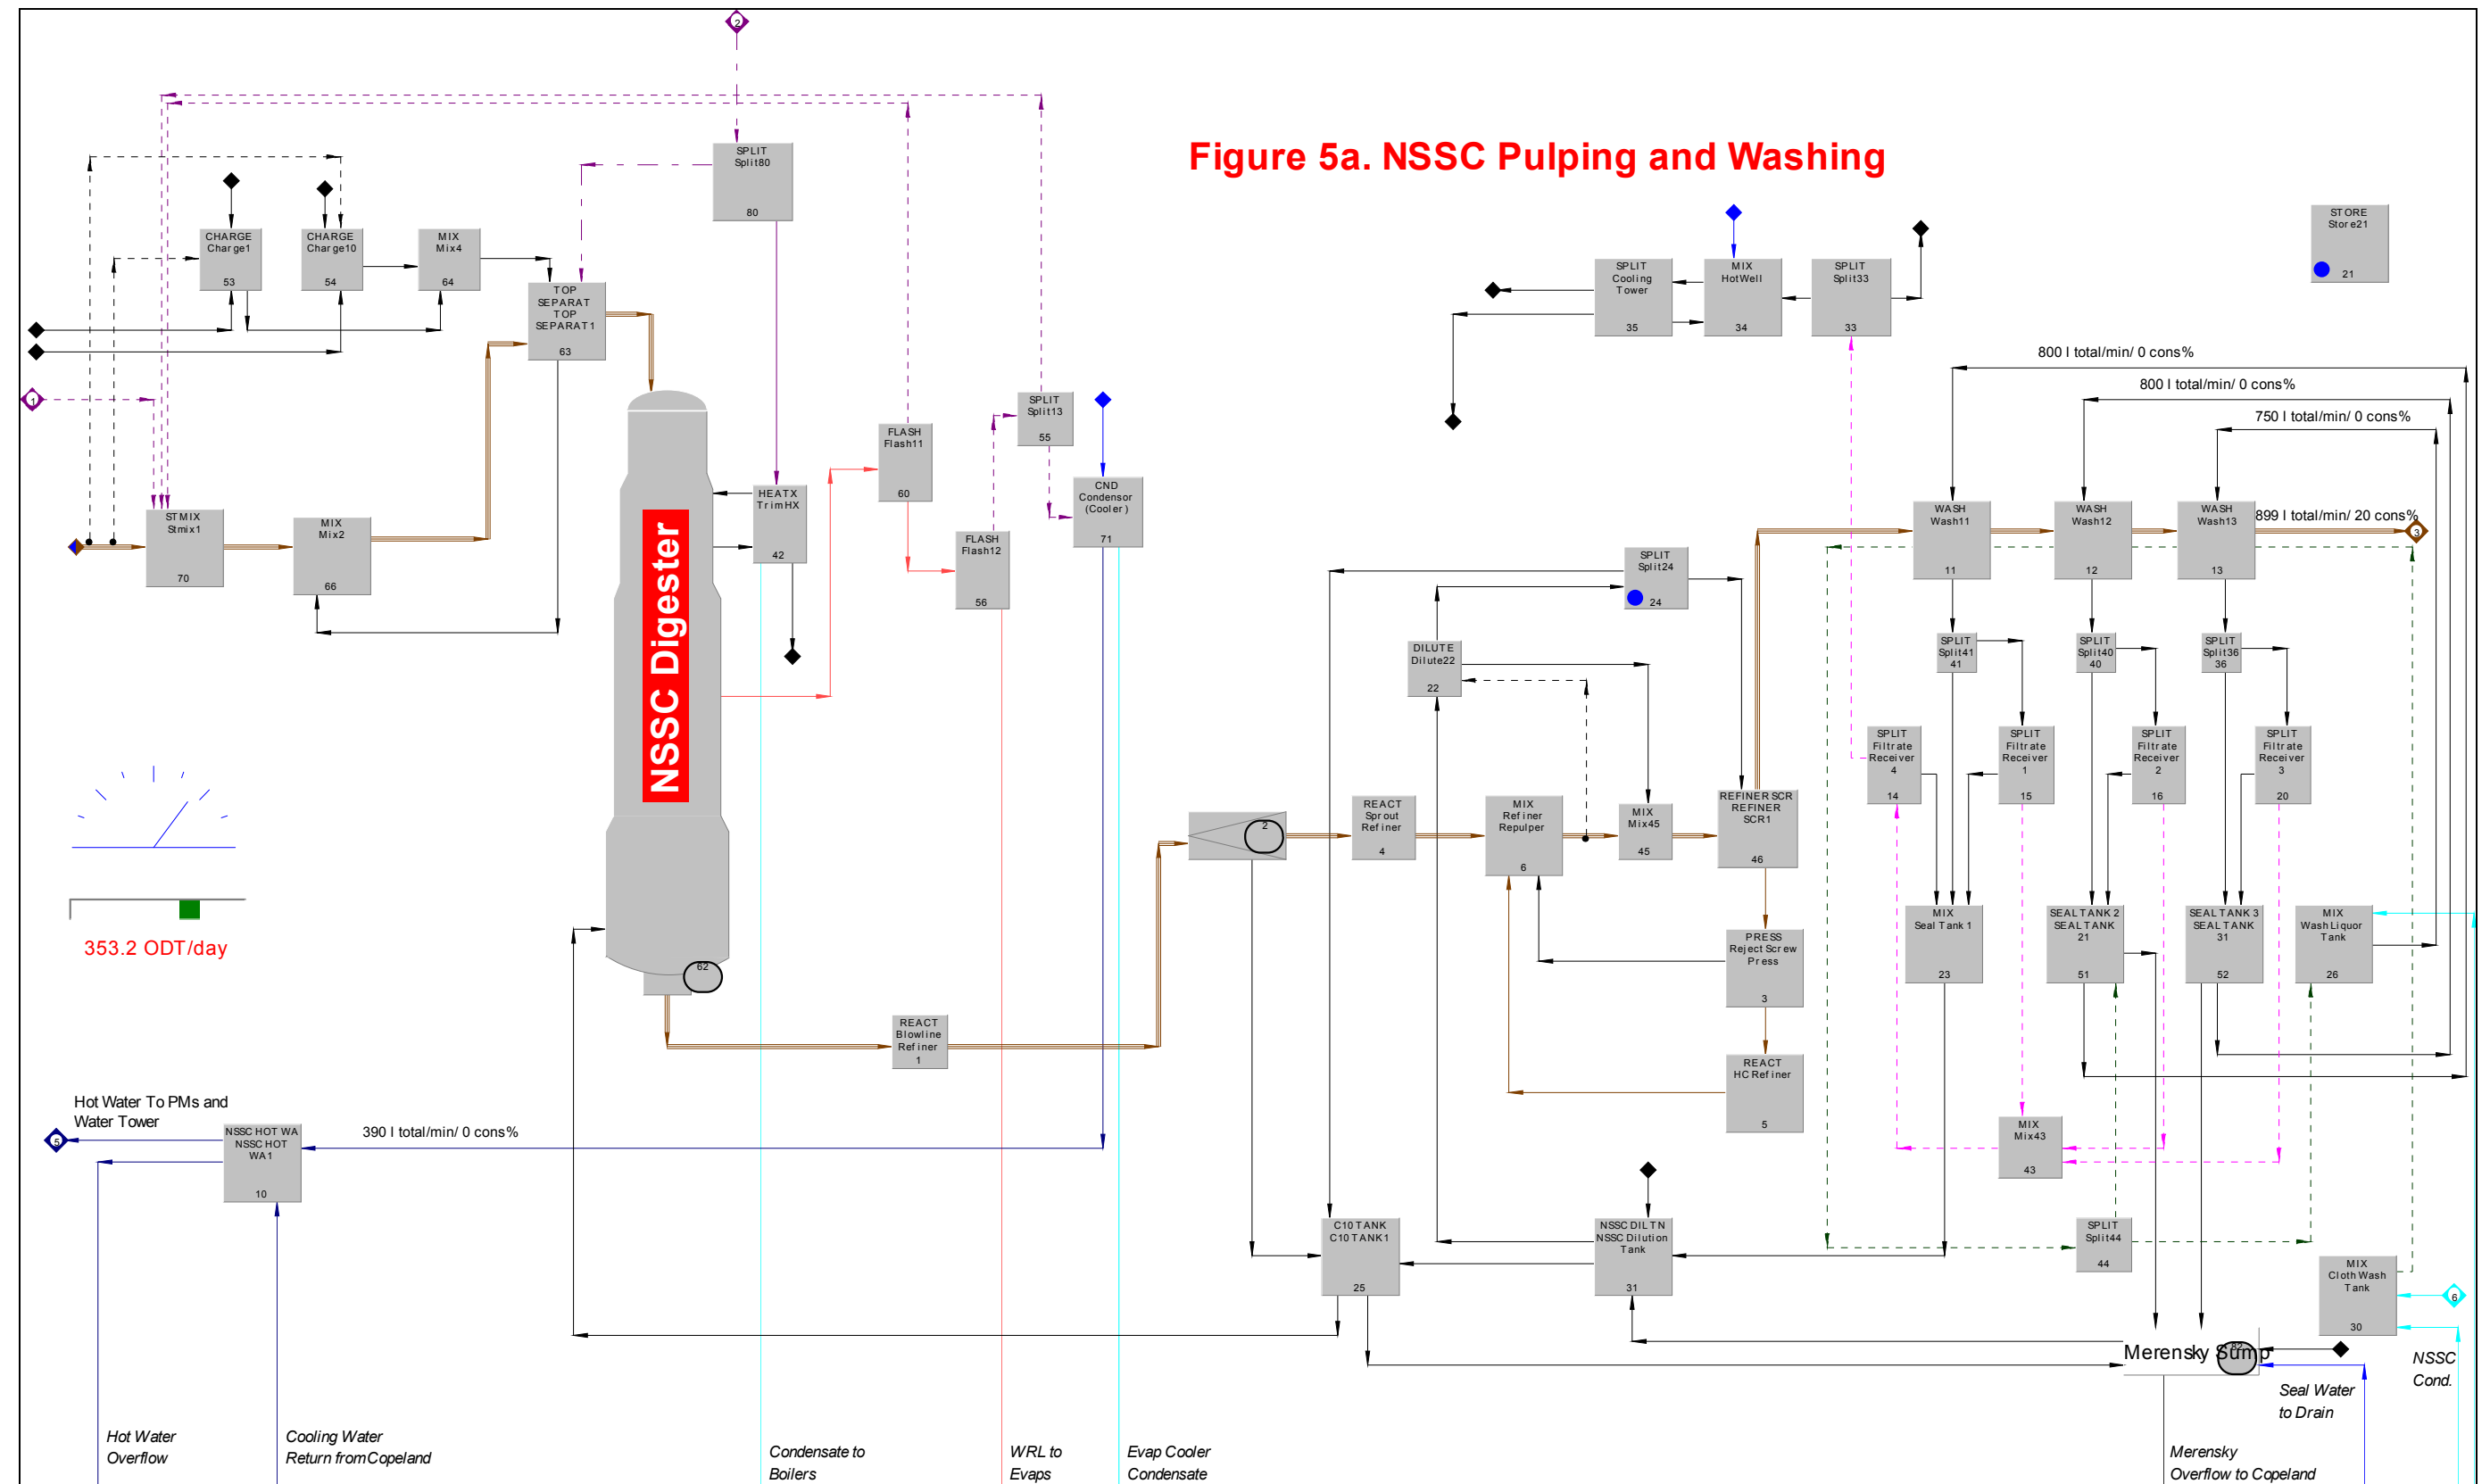 2
Figure 5a. NSSC Pulping and Washing
SPLIT
Split80
80
CHARGE
Charge1
53
CHARGE
Charge10
54
MIX
Mix4
64
TOP
SEPARAT
TOP
SEPARAT1
63
1
STMIX
Stmix1
70
MIX
Mix2
66
NSSC Digester
62
HEATX
TrimHX
42
FLASH
Flash11
60
FLASH
Flash12
56
SPLIT
Split13
55
CND
Condensor
(Cooler)
71
SPLIT
Cooling
Tower
35
MIX
HotWell
34
SPLIT
Split33
33
STORE
Store21
21
800 l total/min/ 0 cons%
800 l total/min/ 0 cons%
750 l total/min/ 0 cons%
899 l total/min/ 20 cons%
3
WASH
Wash11
11
WASH
Wash12
12
WASH
Wash13
13
SPLIT
Split24
24
DILUTE
Dilute22
22
SPLIT
Split41
41
SPLIT
Split40
40
SPLIT
Split36
36
SPLIT
Filtrate
Receiver
4
14
SPLIT
Filtrate
Receiver
1
15
SPLIT
Filtrate
Receiver
2
16
SPLIT
Filtrate
Receiver
3
20
353.2 ODT/day
2
REACT
Sprout
Refiner
4
MIX
Refiner
Repulper
6
MIX
Mix45
45
REFINER SCR
REFINER
SCR1
46
PRESS
Reject Screw
Press
3
REACT
HC Refiner
5
MIX
Seal Tank 1
23
SEAL TANK 2
SEAL TANK
21
51
SEAL TANK 3
SEAL TANK
31
52
MIX
Wash Liquor
Tank
26
REACT
Blowline
Refiner
1
Hot Water To PMs and
Water Tower
5
NSSC HOT WA
NSSC HOT
WA1
10
390 l total/min/ 0 cons%
MIX
Mix43
43
C10 TANK
C10 TANK1
25
NSSC DILTN
NSSC Dilution
Tank
31
SPLIT
Split44
44
MIX
Cloth Wash
Tank
30
6
Merensky Sump
82
NSSC
Cond.
Seal Water
to Drain
Hot Water
Overflow
Cooling Water
Return from Copeland
Condensate to
Boilers
WRL to
Evaps
Evap Cooler
Condensate
Merensky
Overflow to Copeland